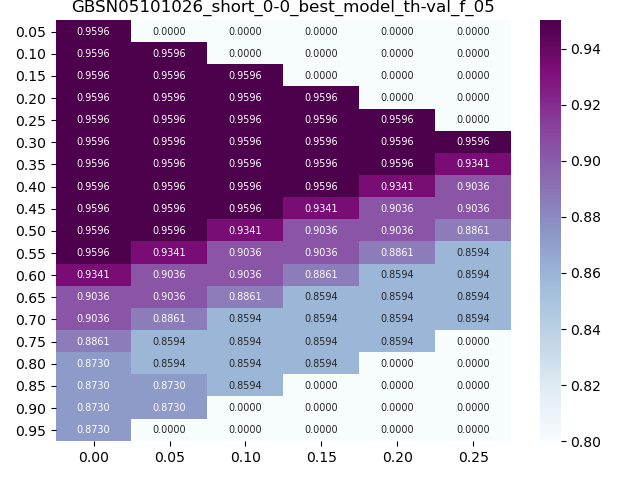 GBSN05101026_short_0-0_best_model_th-val_f_05
0.05 0.9596 0.0000 0.0000 0.0000 0.0000 0.0000
0.10 0.9596 0.9596 0.0000 0.0000 0.0000 0.0000
0.15 0.9596 0.9596 0.9596 0.0000 0.0000 0.0000
0.20 0.9596 0.9596 0.9596 0.9596 0.0000 0.0000
0.25 0.9596 0.9596 0.9596 0.9596 0.9596 0.0000
0.30 0.9596 0.9596 0.9596 0.9596 0.9596 0.9596
0.35 0.9596 0.9596 0.9596 0.9596 0.9596 0.9341
0.40 0.9596 0.9596 0.9596 0.9596 0.9341 0.9036
0.45 0.9596 0.9596 0.9596 0.9341 0.9036 0.9036
0.50 0.9596 0.9596 0.9341 0.9036 0.9036 0.8861
0.55 0.9596 0.9341 0.9036 0.9036 0.8861 0.8594
0.60 0.9341 0.9036 0.9036 0.8861 0.8594 0.8594
0.65 0.9036 0.9036 0.8861 0.8594 0.8594 0.8594
0.70 0.9036 0.8861 0.8594 0.8594 0.8594 0.8594
0.75 0.8861 0.8594 0.8594 0.8594 0.8594 0.0000
0.80 0.8730 0.8594 0.8594 0.8594 0.0000 0.0000
0.85 0.8730 0.8730 0.8594 0.0000 0.0000 0.0000
0.90 0.8730 0.8730 0.0000 0.0000 0.0000 0.0000
0.95 0.8730 0.0000 0.0000 0.0000 0.0000 0.0000
0.00 0.05 0.10 0.15 0.20 0.25
0.94
0.92
0.90
0.88
0.86
0.84
0.82
0.80